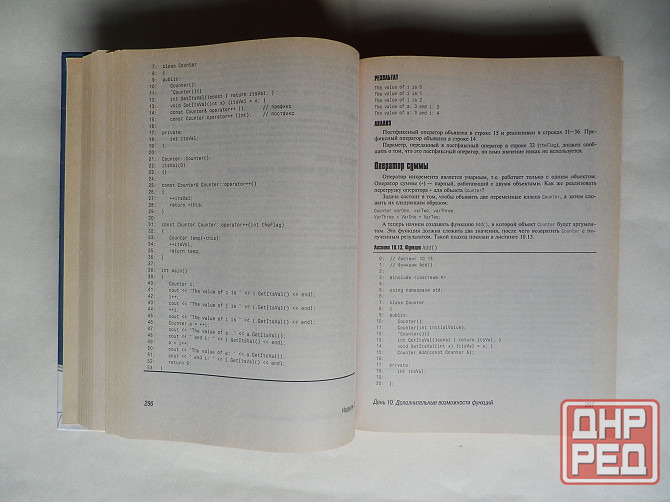 7: class Counter
8: {
9: public:
10: Counter();
11: ~Counter(){}
12: int GetItsVal()const { return itsVal; }
13: void SetItsVal(int x) {itsVal = x; }
14: const Counter& operator++ (); // префикс
15: const Counter operator++ (int); // постфикс
16:
17: private:
18: int itsVal;
19: };
20:
21: Counter::Counter():
22: itsVal(0)
23: {}
24:
25: const Counter& Counter::operator++()
26: {
27: ++itsVal;
28: return *this;
29: }
30:
31: const Counter Counter::operator++(int theFlag)
32: {
33: Counter temp(*this);
34: ++itsVal;
35: return temp;
36: }
37:
38: int main()
39: {
40: Counter i;
41: cout << "The value of i is " << i.GetItsVal() << endl;
42: i++;
43: cout << "The value of i is " << i.GetItsVal() << endl;
44: ++i;
45: cout << "The value of i is " << i.GetItsVal() << endl;
46: Counter a = ++i;
47: cout << "The value of a: " << a.GetItsVal();
48: cout << " and i: " << i.GetItsVal() << endl;
49: a = i++;
50: cout << "The value of a: " << a.GetItsVal();
51: cout << " and i: " << i.GetItsVal() << endl;
52: return 0;
53: }
296
РЕЗУЛЬТАТ
The value of i is 0
The value of i is 1
The value of i is 2
The value of a: 3 and i: 3
The value of a: 3 and i: 4
АНАЛИЗ
Постфиксный оператор объявлен в строке 15 и реализован в строках 31–36. Пре-
фиксный оператор объявлен в строке 14.
Параметр, переданный в постфиксный оператор в строке 32 (theFlag), должен сооб-
щить о том, что это постфиксный оператор, но само значение никак не используется.
Оператор суммы
Оператор инкремента является унарным, т.е. работает только с одним объектом.
Оператор суммы (+) — парный, работающий с двумя объектами. Как же реализовать
перегрузку оператора + для объекта Counter?
Задача состоит в том, чтобы объявить две переменные класса Counter, а затем сло-
жить их следующим образом:
Counter varOne, varTwo, varThree;
VarThree = VarOne + VarTwo;
А теперь начнем создавать функцию Add(), в которой объект Counter будет аргумен-
том. Эта функция должна сложить два значения, после чего возвратить Counter с по-
лученным результатом. Такой подход показан в листинге 10.13.
Листинг 10.13. Функция Add()
0: // Листинг 10.13
1: // Функция Add()
2:
3: #include <iostream>
4:
5: using namespace std;
6:
7: class Counter
8: {
9: public:
10: Counter();
11: Counter(int initialValue);
12: ~Counter(){}
13: int GetItsVal()const { return itsVal; }
14: void SetItsVal(int x) {itsVal = x; }
15: Counter Add(const Counter &);
16:
17: private:
18: int itsVal;
19:
20: };
День 10. Дополнительные возможности функций
ДНР
РЕД